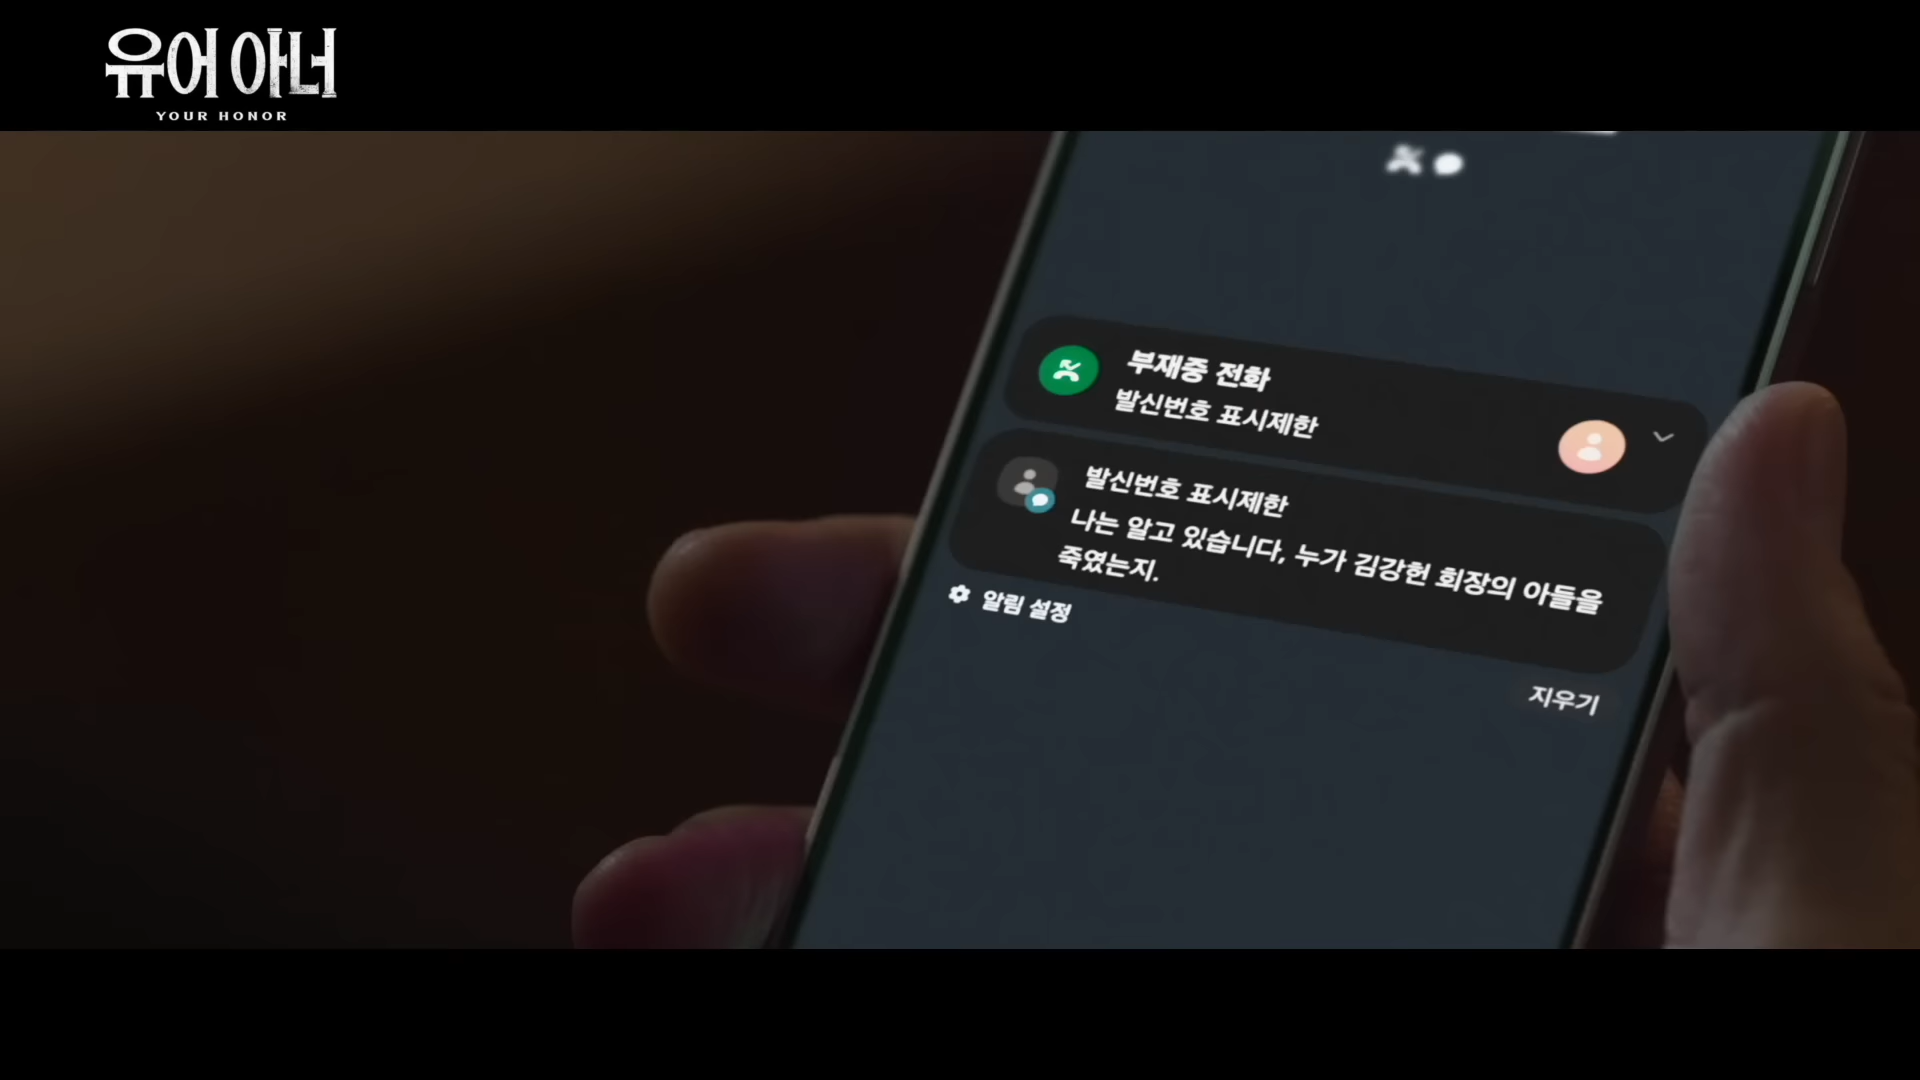 유어 아너
YOUR HONOR
부재중 전화
발신번호 표시제한
발신번호 표시제한
나는 알고 있습니다, 누가 김강헌 회장의 아들을
죽였는지.
알림 설정
지우기